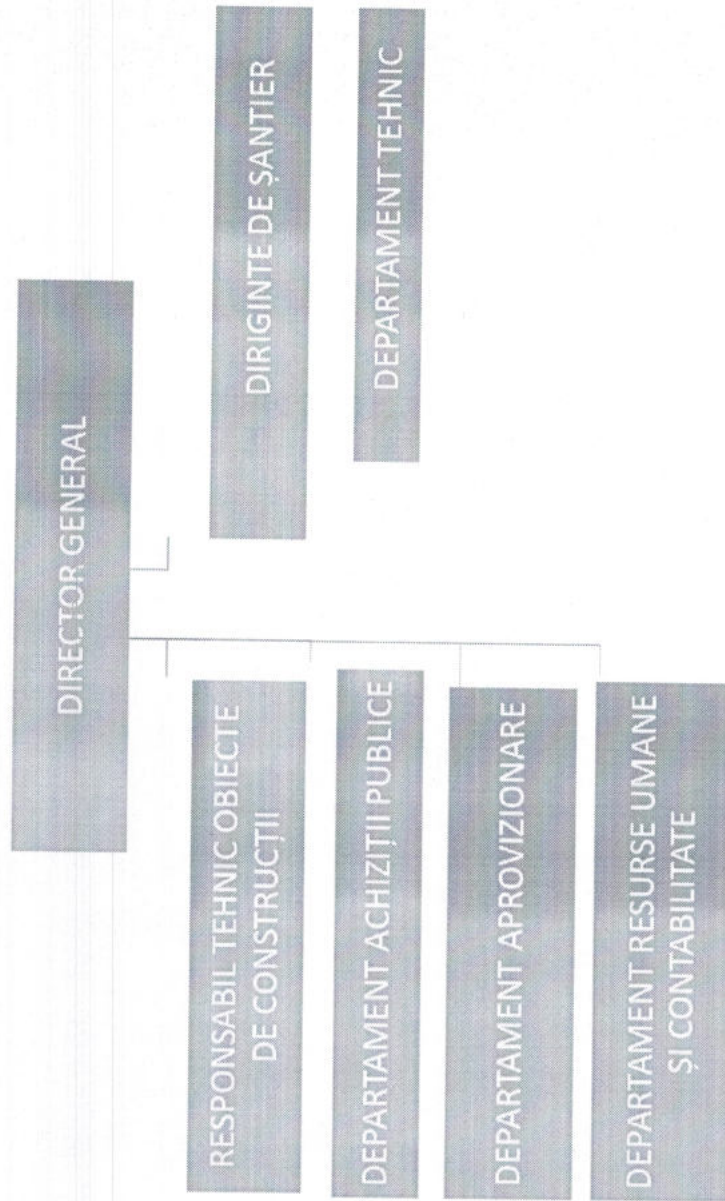 DIRECTOR GENERAL
RESPONSABIL TEHNIC OBIECTE
DE CONSTRUCȚII
DEPARTAMENT ACHIZIȚII PUBLICE
DEPARTAMENT APROVIZIONARE
DEPARTAMENT RESURSE UMANE
ȘI CONTABILITATE
DIRIGINTE DE ȘANTIER
DEPARTAMENT TEHNIC